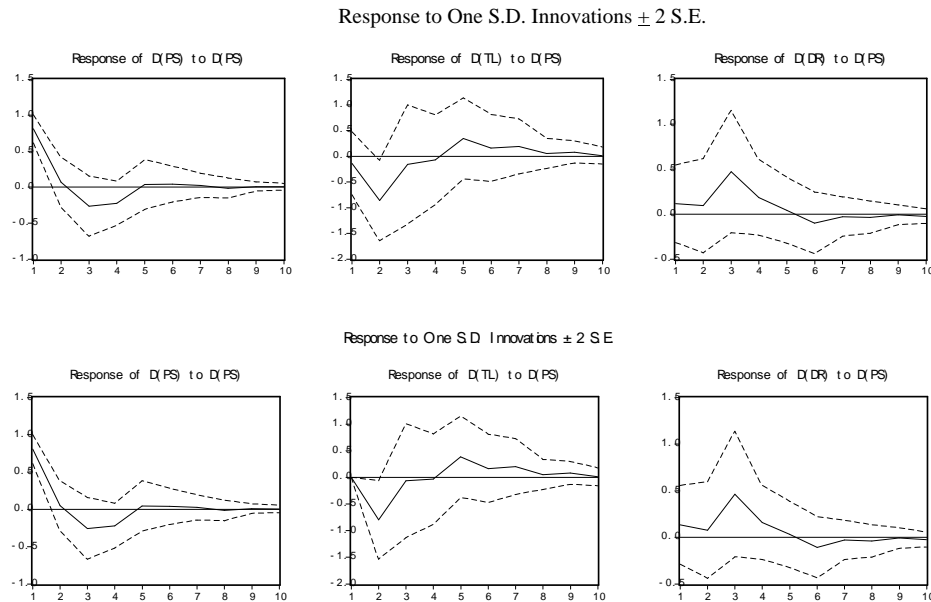 Response to One S.D. Innovations ± 2 S.E.
Response of D(PS) to D(PS)
1.5
1.0
0.5
0.0
-0.5
-1.0
1 2 3 4 5 6 7 8 9 10
Response of D(TL) to D(PS)
1.5
1.0
0.5
0.0
-0.5
-1.0
-1.5
-2.0
1 2 3 4 5 6 7 8 9 10
Response of D(DR) to D(PS)
1.5
1.0
0.5
0.0
-0.5
1 2 3 4 5 6 7 8 9 10
Response to One S.D. Innovations ± 2 S.E.
Response of D(PS) to D(PS)
1.5
1.0
0.5
0.0
-0.5
-1.0
1 2 3 4 5 6 7 8 9 10
Response of D(TL) to D(PS)
1.5
1.0
0.5
0.0
-0.5
-1.0
-1.5
-2.0
1 2 3 4 5 6 7 8 9 10
Response of D(DR) to D(PS)
1.5
1.0
0.5
0.0
-0.5
1 2 3 4 5 6 7 8 9 10